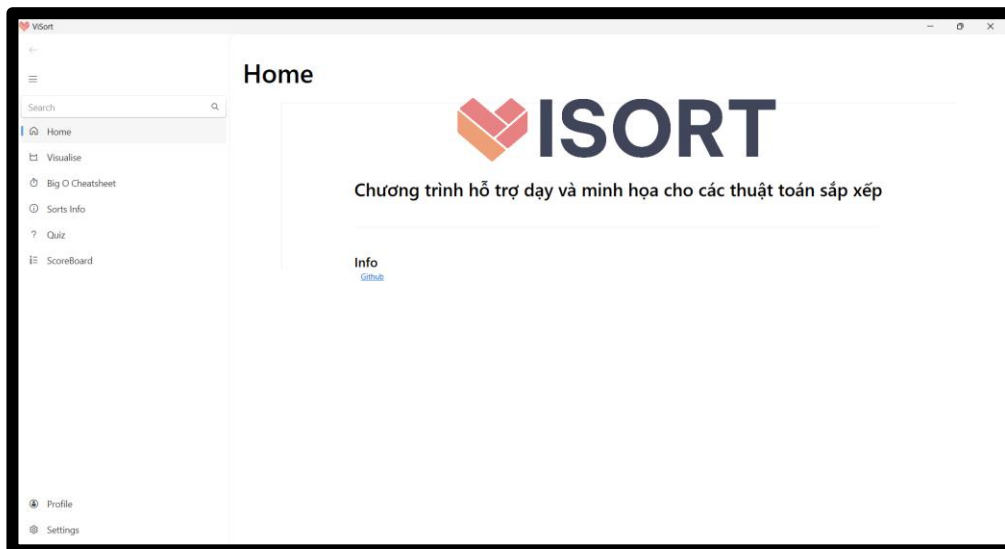 ViSort
Search
Home
Visualise
Big O Cheatsheet
Sorts Info
Quiz
ScoreBoard
Profile
Settings
Home
ISORT
Chương trình hỗ trợ dạy và minh họa cho các thuật toán sắp xếp
Info
Github